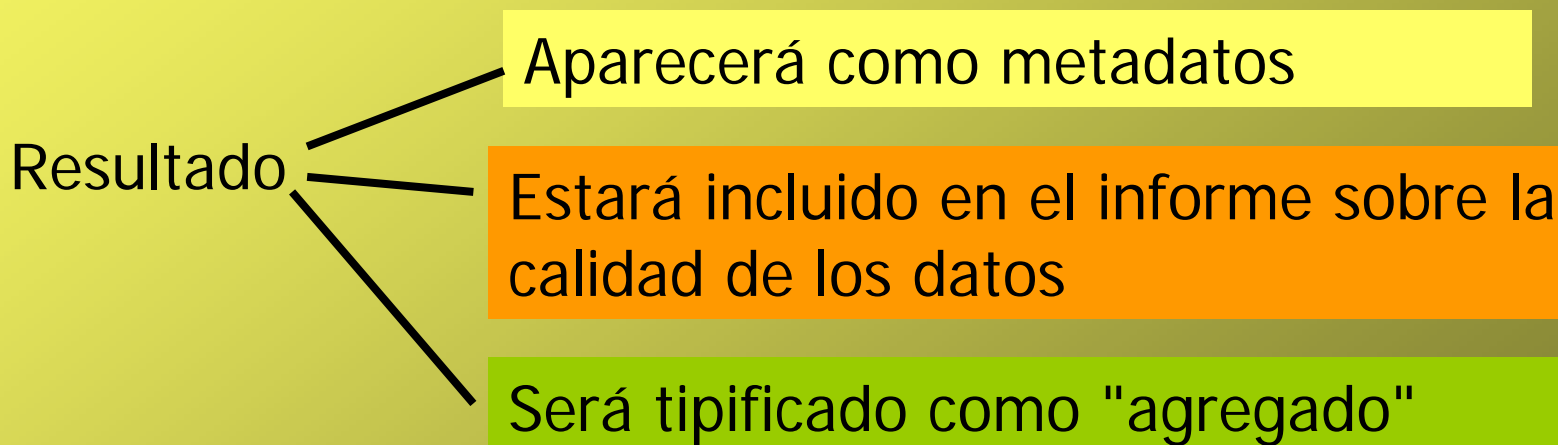 Aparecerá como metadatos
Resultado
Estará incluido en el informe sobre la
calidad de los datos
Será tipificado como "agregado"